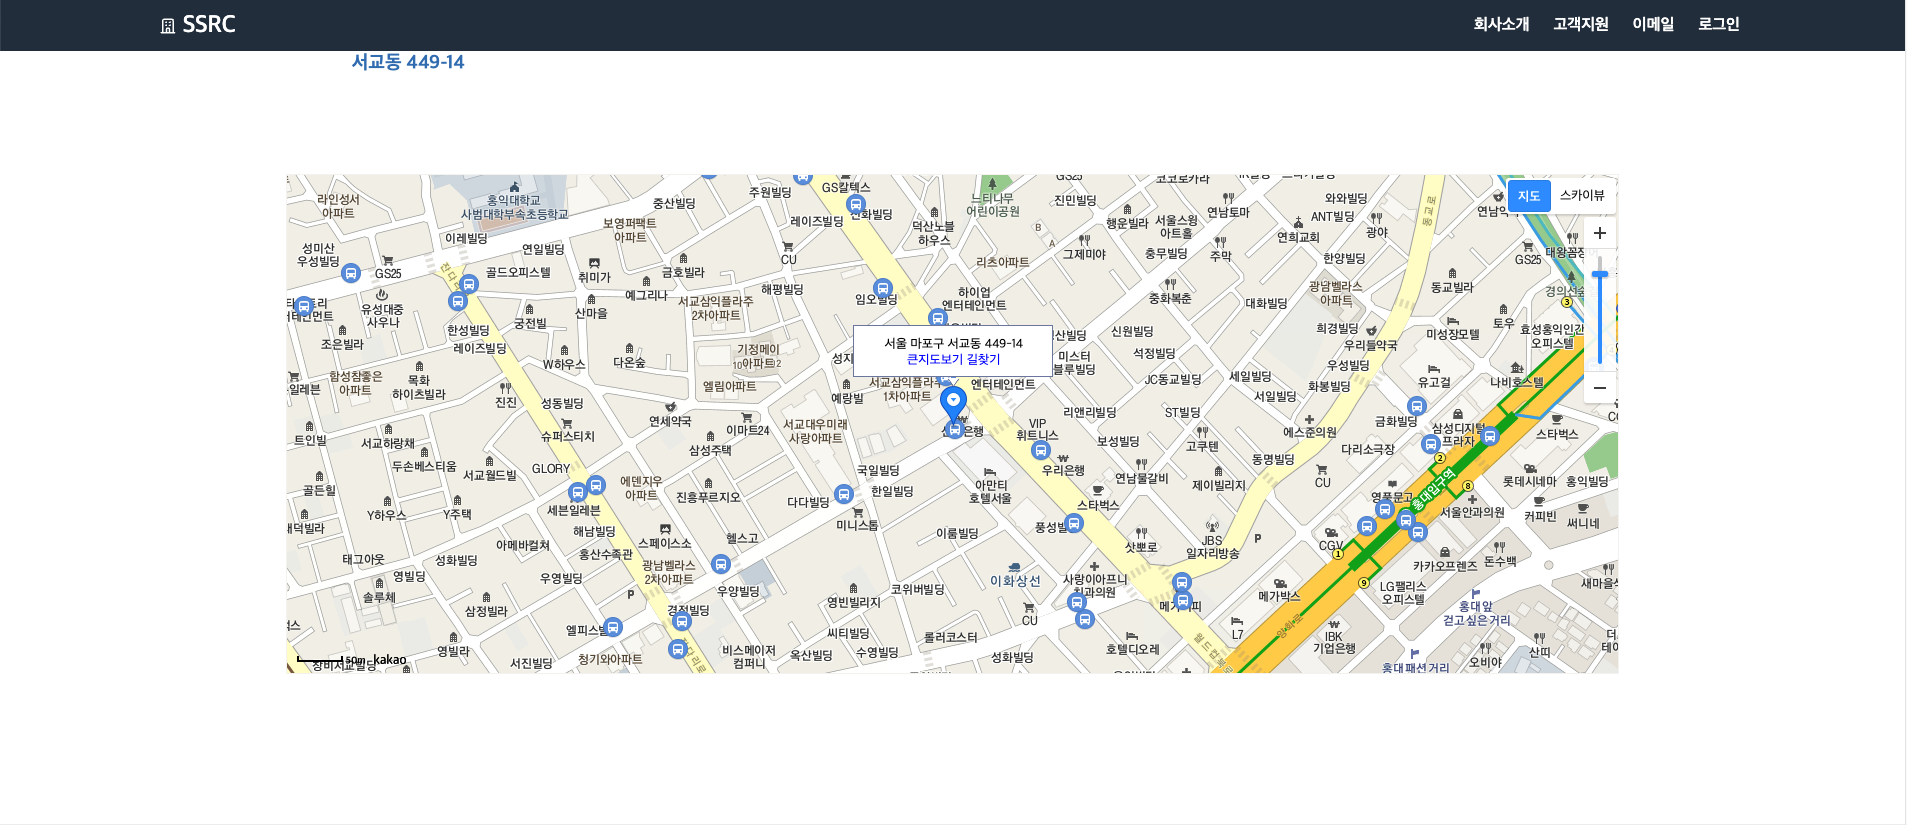 SSRC
회사소개 고객지원 이메일 로그인
서교동 449-14
라인성서
아파트
홍익대학교
사범대학부속초등학교
중산빌딩
주원빌딩
GS칼텍스
레이즈빌딩
보영퍼팩트
아파트
이레빌딩
연일빌딩
성미산
우성빌딩
GS25
골드오피스텔
취미가
금호빌라
예그리나
CU
해평빌딩
덕산노블
하우스
느티나무
어린이공원
GS25
진민빌딩
코코로카라
행운빌라
서울스윙
아트홀
연남토마
와와빌딩
ANT빌딩
연희교회
광야
동교로
지도 스카이뷰
B
A
그제미야
충무빌딩
주막
한양빌딩
리츠아파트
GS25
대왕꼼장
동교빌라
유성대중
사우나
산마을
서교삼익플라주
2차아파트
임오빌딩
하이업
엔터테인먼트
중화복춘
대화빌딩
광남벨라스
아파트
3
조은빌라
한성빌딩
궁전빌
레이즈빌딩
W하우스
다온숲
기정메이
10차아파트2
신원빌딩
석정빌딩
희경빌딩
우리들약국
미성장모텔
토우
효성홍익인간
오피스텔
서울 마포구 서교동 449-14
큰지도보기 길찾기
미스터
블루빌딩
함성참좋은
아파트
목화
하이츠빌라
진진
성동빌딩
엘림아파트
예랑빌
서교삼익플라주
1차아파트
엔터테인먼트
JC동교빌딩
세일빌딩
서일빌딩
우성빌딩
화봉빌딩
유고걸
나비호스텔
트인빌
서교하랑채
슈퍼스티치
연세약국
이마트24
서교대우미래
사랑아파트
VIP
휘트니스
리앤리빌딩
ST빌딩
에스준의원
금화빌딩
삼성디지털
프라자
스타벅스
두손베스티움
서교월드빌
GLORY
삼성주택
국일빌딩
우리은행
보성빌딩
고쿠텐
동명빌딩
다리소극장
2
골든힐
Y하우스
Y주택
세븐일레븐
에덴지우
아파트
진흥푸르지오
다다빌딩
한일빌딩
아만티
호텔서울
연남물갈비
제이빌리지
CU
영풍문고
홍대입구역
8
롯데시네마
홍익빌딩
미니스톱
스타벅스
서울안과의원
커피빈
써니네
태그아웃
아메바컬쳐
해남빌딩
스페이스소
헬스고
이룸빌딩
풍성빌딩
삿뽀로
JBS
일자리방송
P
CGV
1
카카오프렌즈
돈수백
성화빌딩
홍산수족관
영빌딩
우영빌딩
광남벨라스
2차아파트
우양빌딩
이화상선
사랑이아프니
치과의원
메가박스
9
LG팰리스
오피스텔
솔루체
삼정빌라
P
경전빌딩
영빈빌리지
코위버빌딩
CU
홍대앞
걷고싶은거리
엘피스빌
씨티빌딩
롤러코스터
L7
양화로
IBK
기업은행
산띠
영빌라
서진빌딩
청기와아파트
비스메이저
컴퍼니
옥산빌딩
수영빌딩
성화빌딩
호텔디오레
월드컵북로
홍대패션거리
오비야
50m kakao